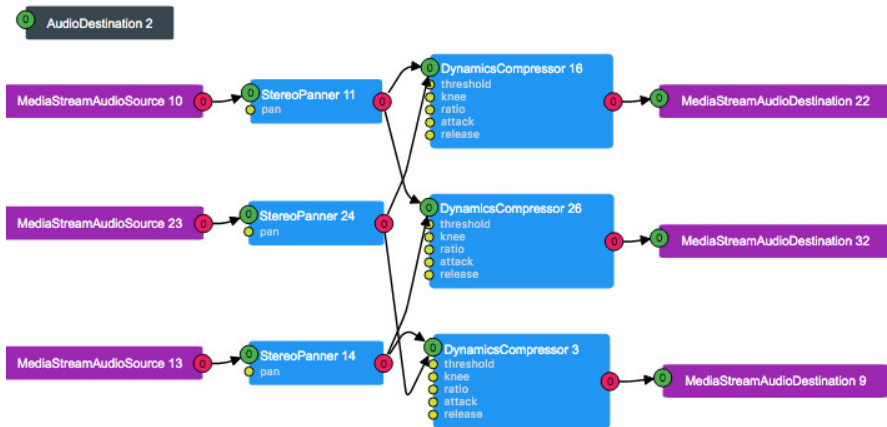 0 AudioDestination 2
MediaStreamAudioSource 10 0
0 StereoPanner 11 0
pan
0 DynamicsCompressor 16
threshold
knee
ratio
attack
release
0
0 MediaStreamAudioDestination 22
MediaStreamAudioSource 23 0
0 StereoPanner 24 0
pan
0 DynamicsCompressor 26
threshold
knee
ratio
attack
release
0
0 MediaStreamAudioDestination 32
MediaStreamAudioSource 13 0
0 StereoPanner 14 0
pan
0 DynamicsCompressor 3
threshold
knee
ratio
attack
release
0
0 MediaStreamAudioDestination 9